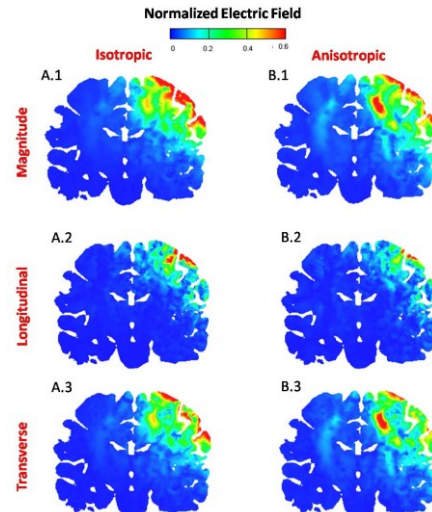 Normalized Electric Field
0 0.2 0.4 0.6
Isotropic Anisotropic
A.1 B.1
Magnitude
A.2 B.2
Longitudinal
A.3 B.3
Transverse